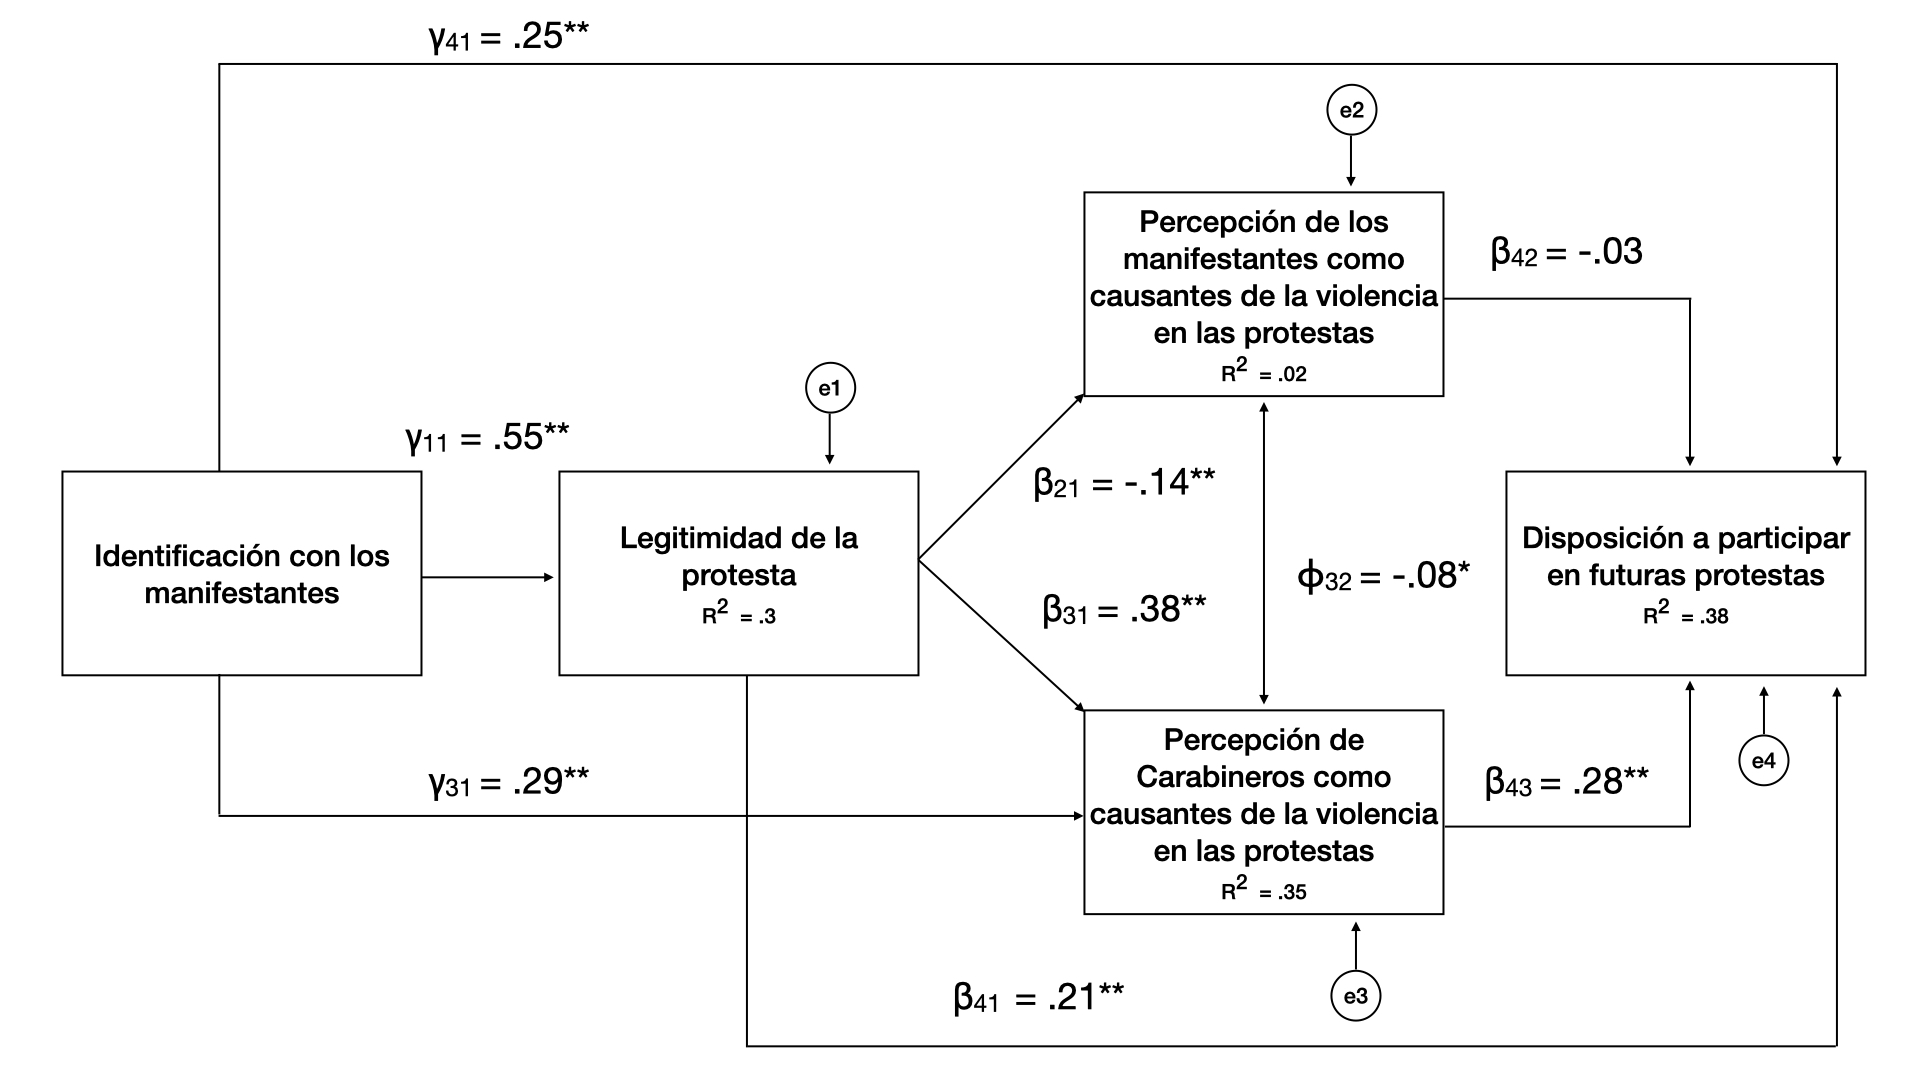 γ41 = .25**
e2
Percepción de los
manifestantes como
causantes de la violencia
en las protestas
R2 = .02
β42 = -.03
e1
γ11 = .55**
β21 = -.14**
Identificación con los
manifestantes
Legitimidad de la
protesta
R2 = .3
ϕ32 = -.08*
Disposición a participar
en futuras protestas
R2 = .38
β31 = .38**
γ31 = .29**
Percepción de
Carabineros como
causantes de la violencia
en las protestas
R2 = .35
β43 = .28**
e4
β41 = .21**
e3